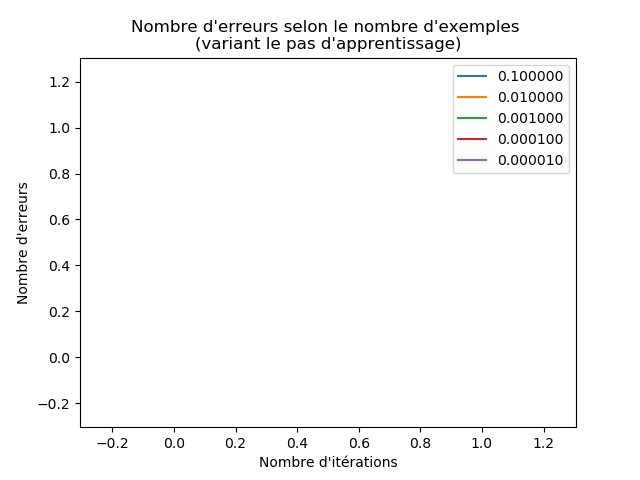 Nombre d'erreurs selon le nombre d'exemples
(variant le pas d'apprentissage)
0.100000
0.010000
0.001000
0.000100
0.000010
Nombre d'erreurs
1.2
1.0
0.8
0.6
0.4
0.2
0.0
−0.2
−0.2 0.0 0.2 0.4 0.6 0.8 1.0 1.2
Nombre d'itérations